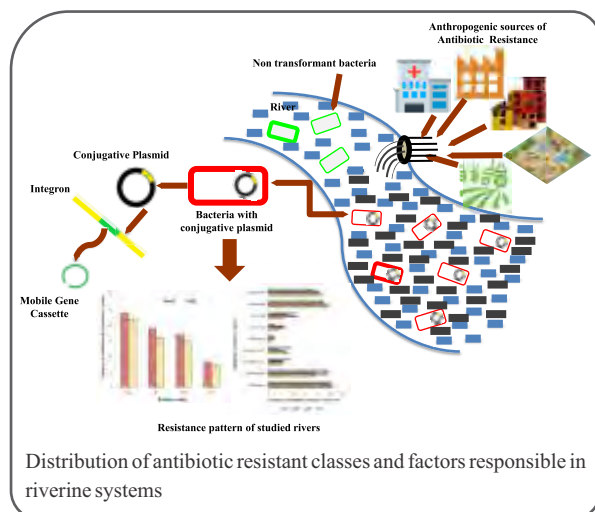 Anthropogenic sources of
Antibiotic Resistance
Non transformant bacteria
River
Conjugative Plasmid
Integron
Bacteria with
conjugative plasmid
Mobile Gene
Cassette
Resistance pattern of studied rivers
Distribution of antibiotic resistant classes and factors responsible in
riverine systems